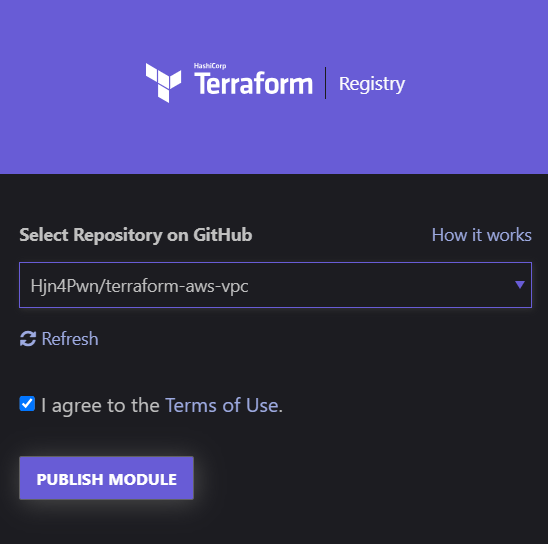 HashiCorp
Terraform
Registry
Select Repository on GitHub
How it works
Hjn4Pwn/terraform-aws-vpc
Refresh
I agree to the Terms of Use.
PUBLISH MODULE